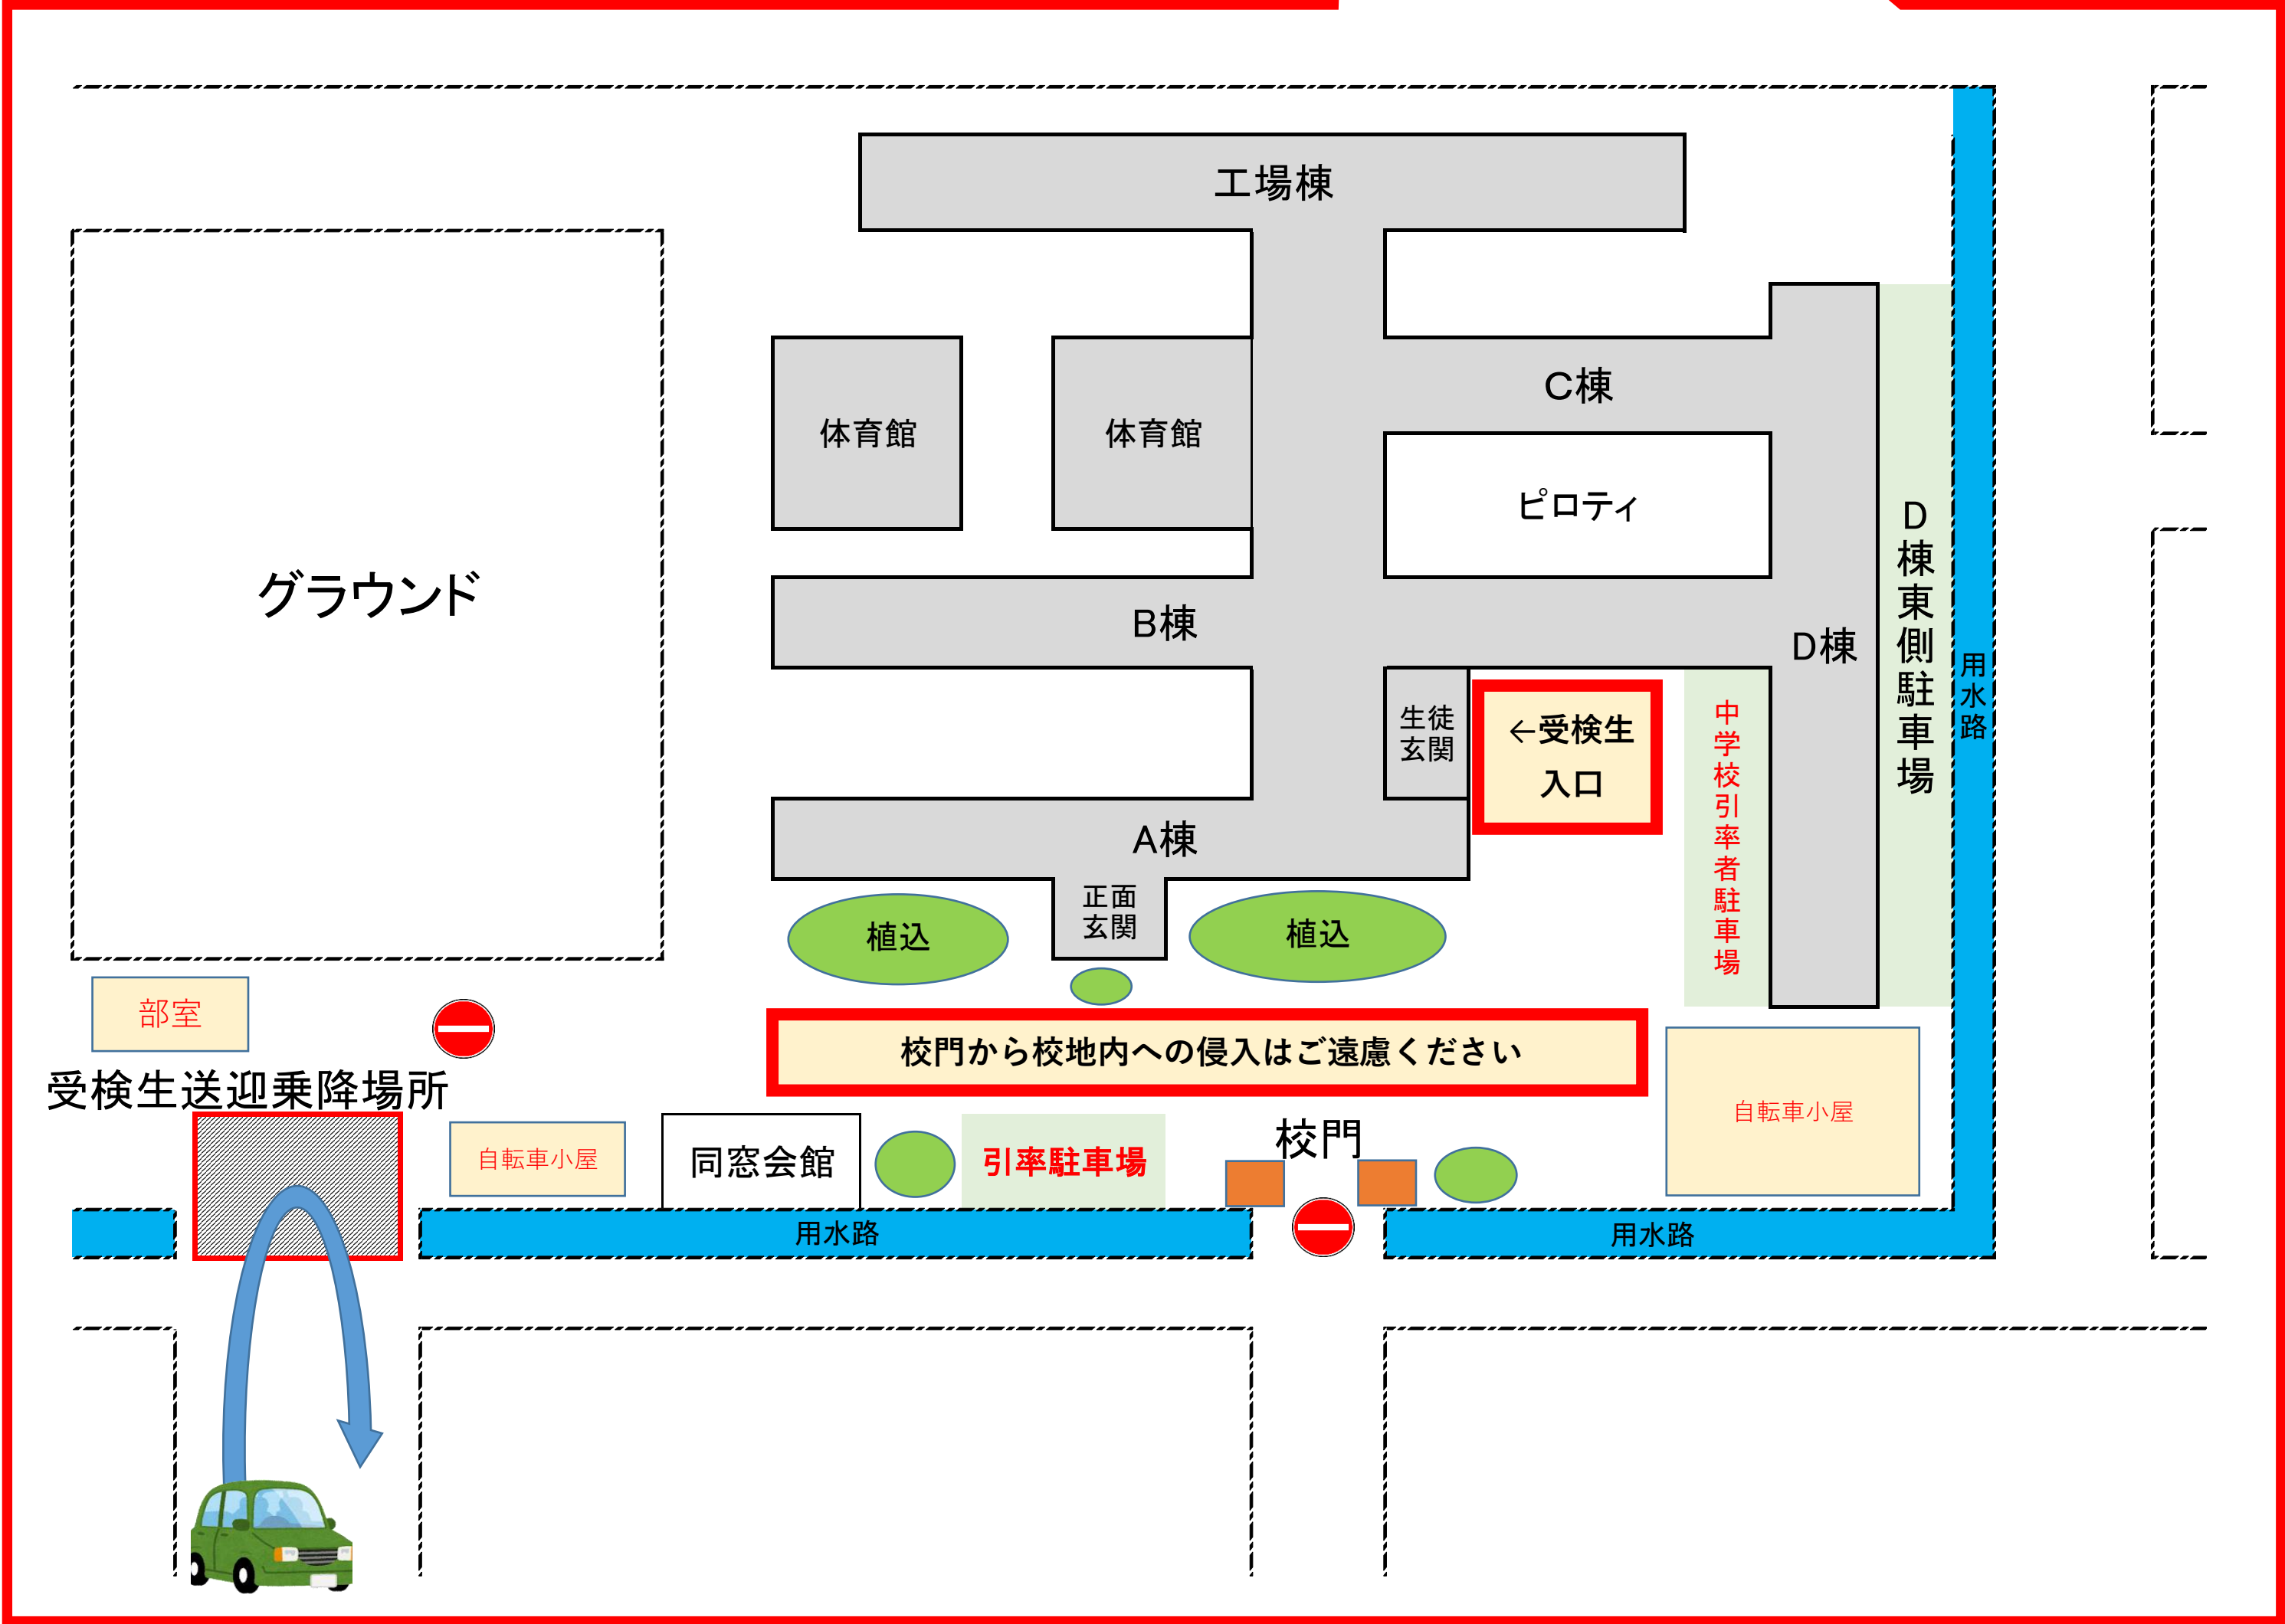 工場棟
C棟
体育館
体育館
ピロティ
D棟東側駐車場
グラウンド
B棟
D棟
用水路
生徒
玄関
←受検生
入口
中学校引率者駐車場
A棟
正面
玄関
植込
植込
部室
校門から校地内への侵入はご遠慮ください
受検生送迎乗降場所
自転車小屋
校門
自転車小屋
同窓会館
引率駐車場
用水路
用水路